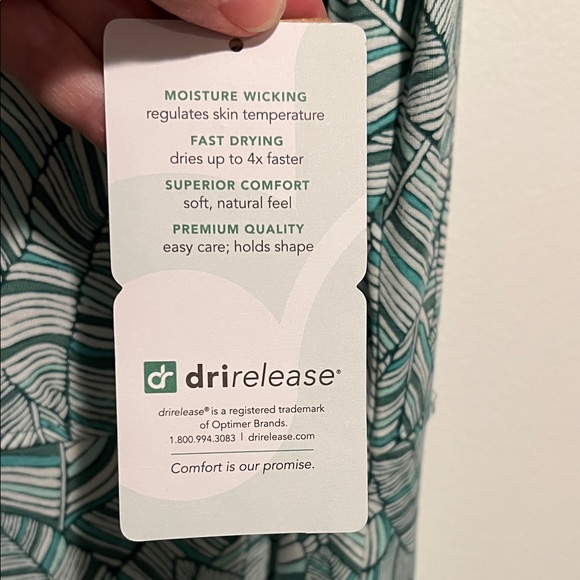 MOISTURE WICKING
regulates skin temperature
FAST DRYING
dries up to 4x faster
SUPERIOR COMFORT
soft, natural feel
PREMIUM QUALITY
easy care; holds shape
dr drirelease®
drirelease® is a registered trademark
of Optimer Brands.
1.800.994.3083 | drirelease.com
Comfort is our promise.